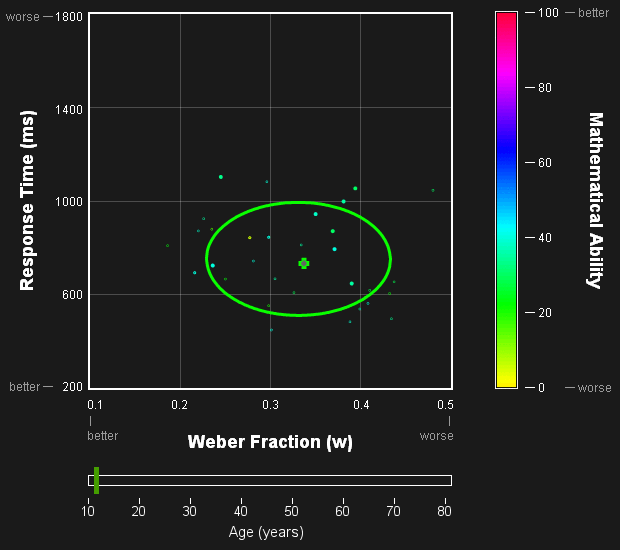 worse
1800
1400
1000
600
better
200
Response Time (ms)
0.1 0.2 0.3 0.4 0.5
better
worse
Weber Fraction (w)
10 20 30 40 50 60 70 80
Age (years)
100
better
80
60
40
20
0
worse
Mathematical Ability